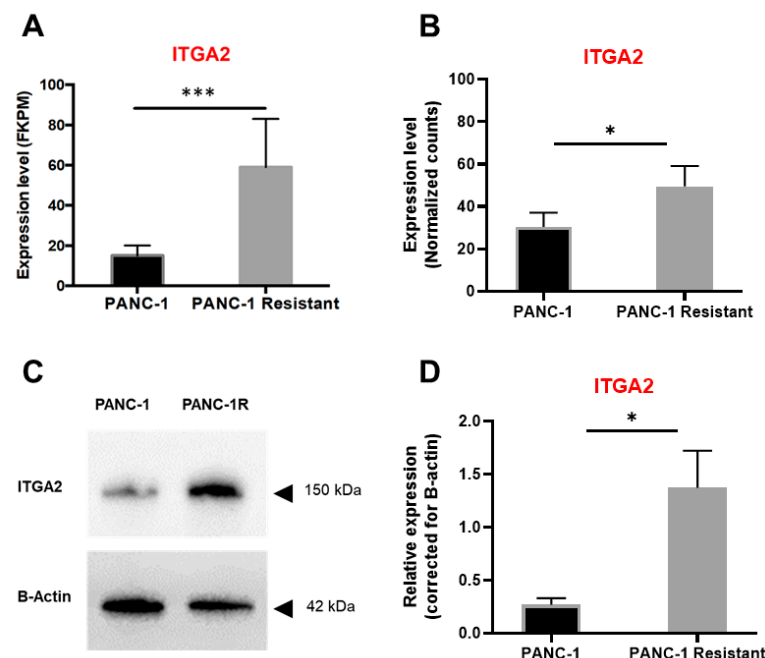 A
ITGA2
Expression level (FKPM)
100
80
60
40
20
0
***
PANC-1
PANC-1 Resistant
B
ITGA2
Expression level
(Normalized counts)
100
80
60
40
20
0
*
PANC-1
PANC-1 Resistant
C
PANC-1 PANC-1R
ITGA2
150 kDa
B-Actin
42 kDa
D
ITGA2
Relative expression
(corrected for B-actin)
2.0
1.5
1.0
0.5
0.0
*
PANC-1
PANC-1 Resistant